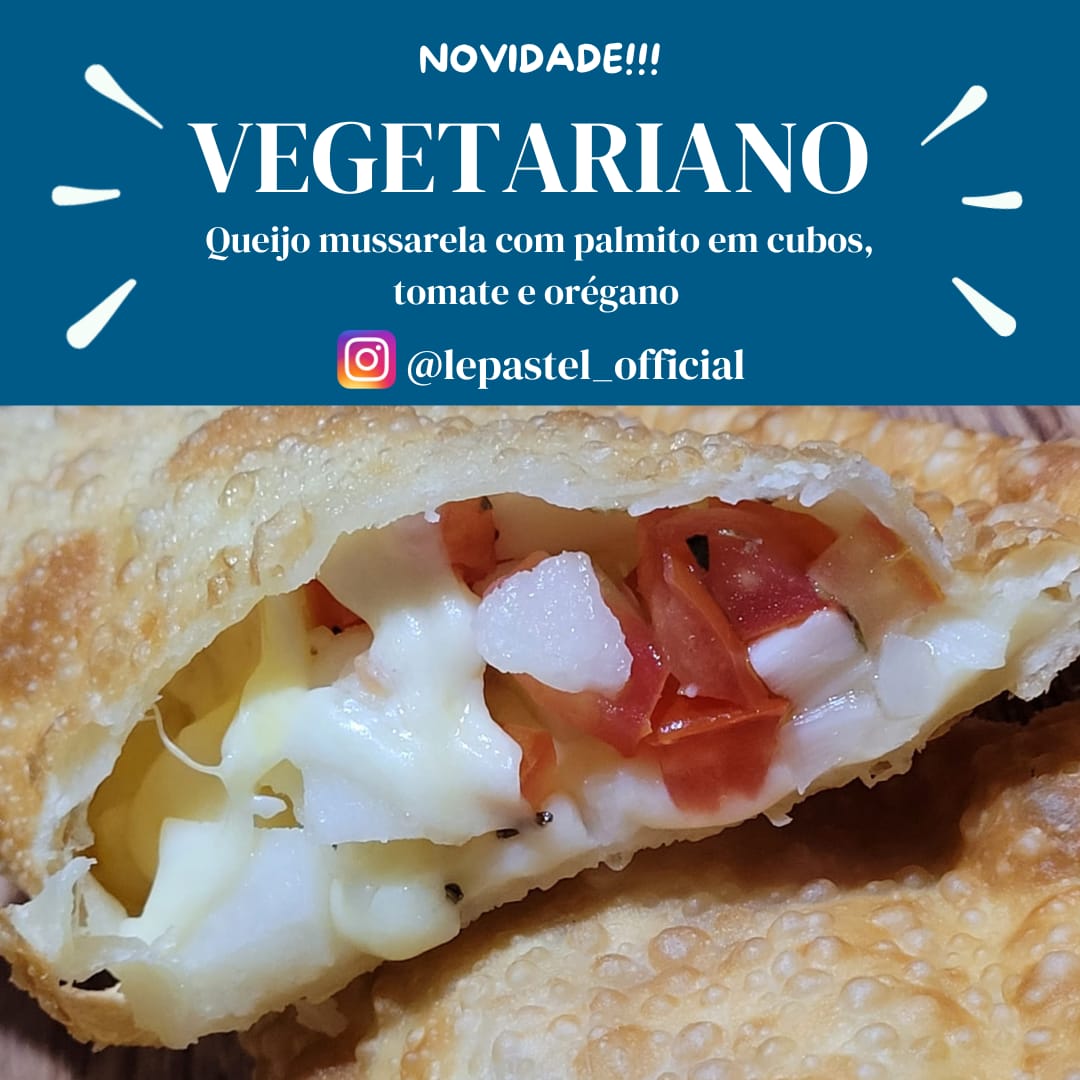 NOVIDADE!!!
VEGETARIANO
Queijo mussarela com palmito em cubos,
tomate e orégano
@lepastel_official